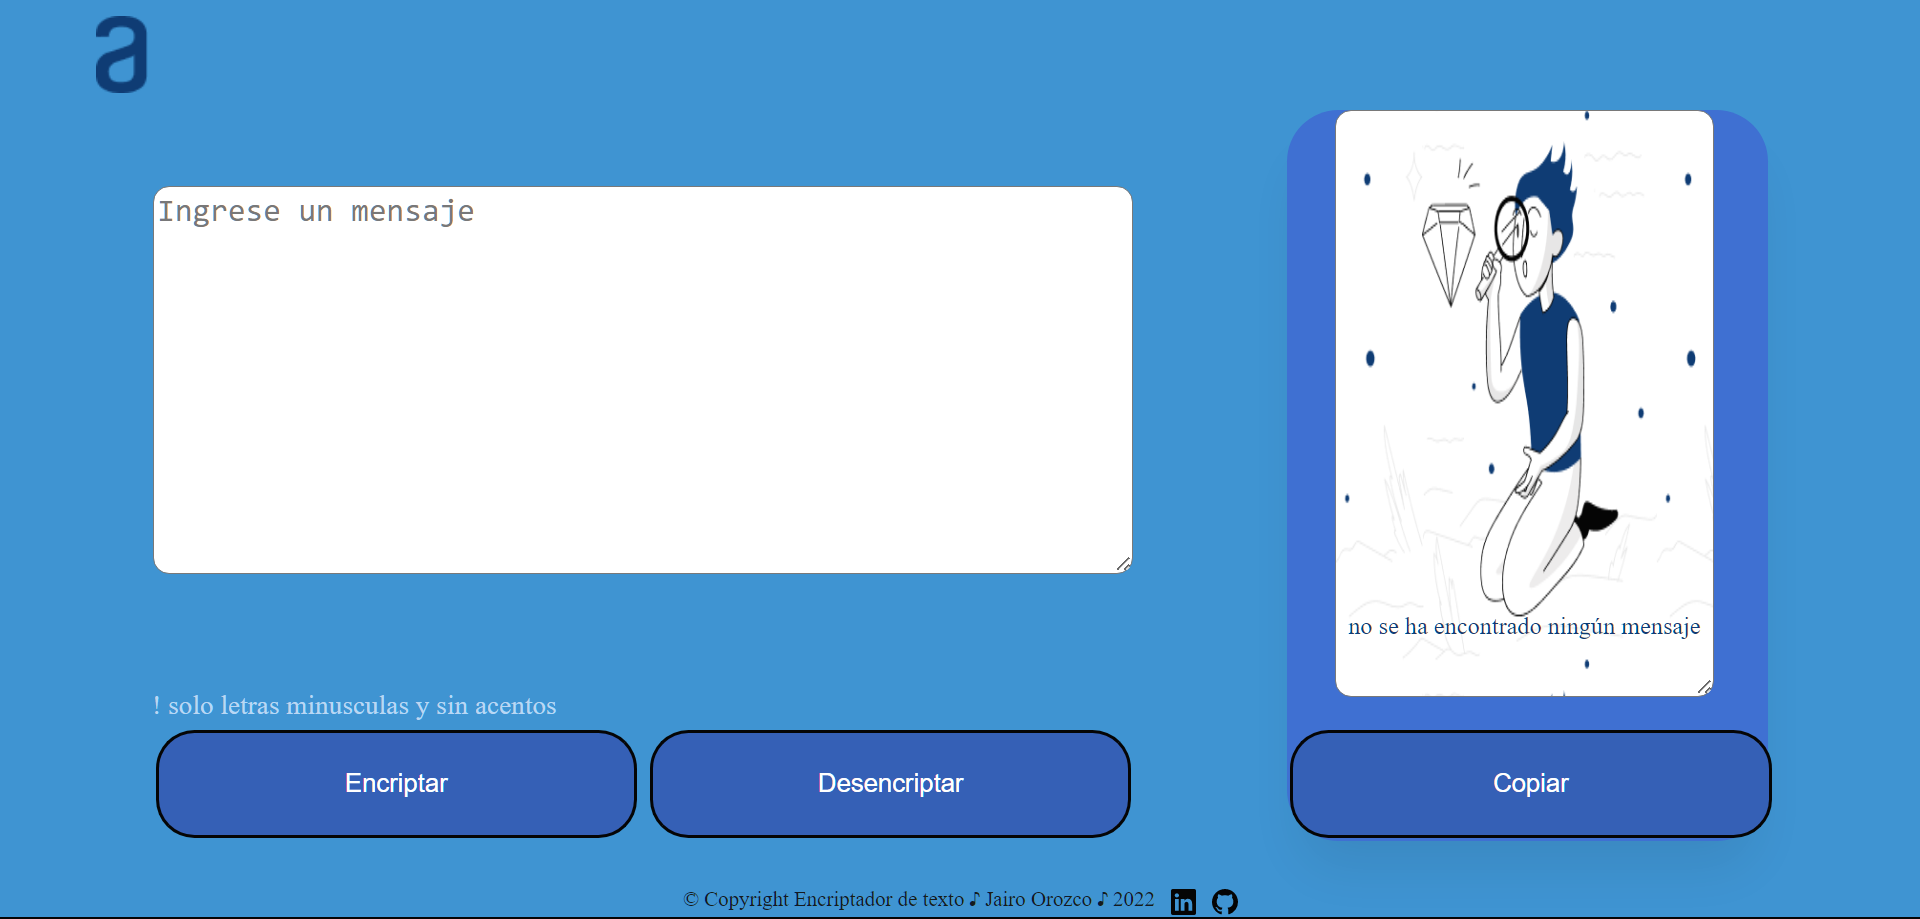 a
Ingrese un mensaje
no se ha encontrado ningún mensaje
! solo letras minusculas y sin acentos
Encriptar
Desencriptar
Copiar
© Copyright Encriptador de texto ♪ Jairo Orozco ♪ 2022 in